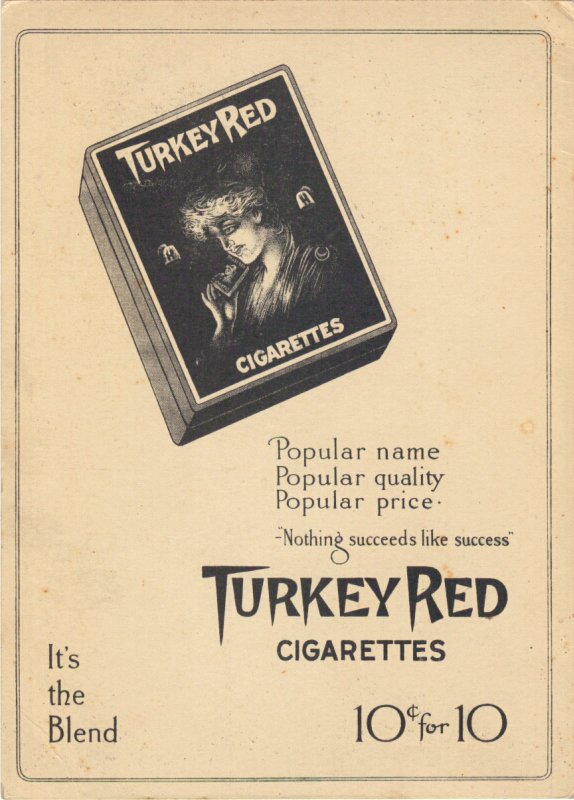 TURKEY RED
CIGARETTES
Popular name
Popular quality
Popular price.
-"Nothing succeeds like success"
TURKEY RED
CIGARETTES
It's
the
Blend
10¢ for 10